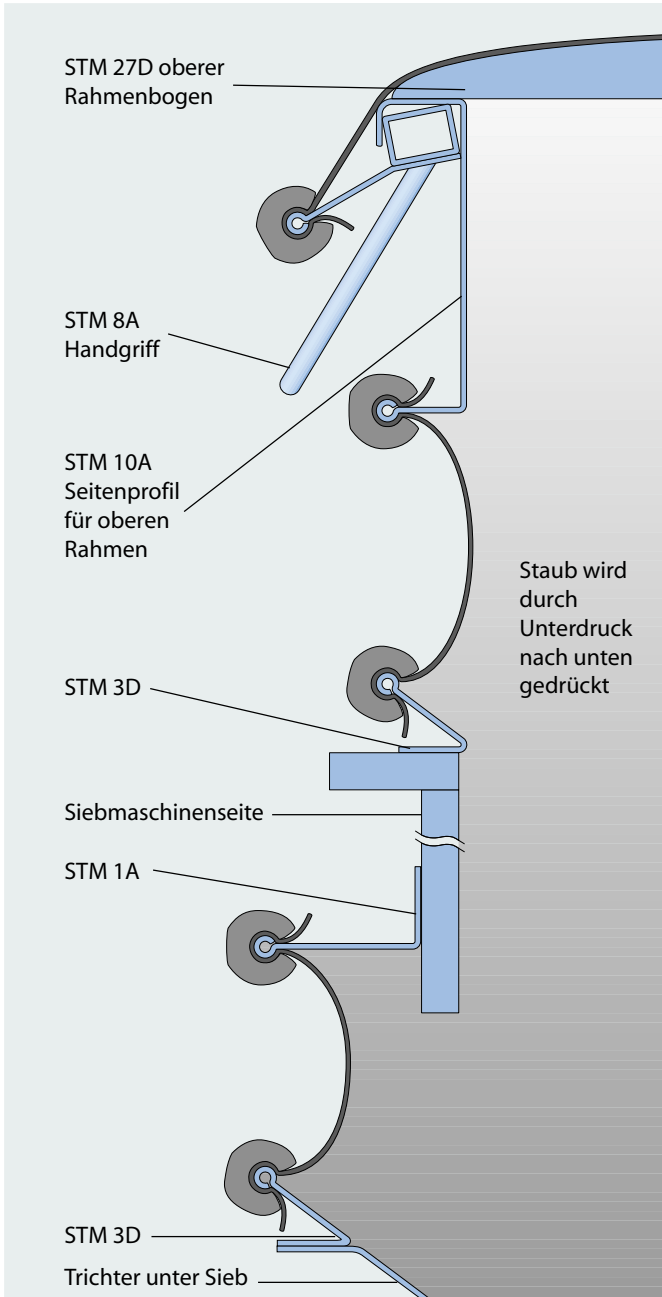 STM 27D oberer
Rahmenbogen
STM 8A
Handgriff
STM 10A
Seitenprofil
für oberen
Rahmen
Staub wird
durch
Unterdruck
nach unten
gedrückt
STM 3D
Siebmaschinenseite
STM 1A
STM 3D
Trichter unter Sieb